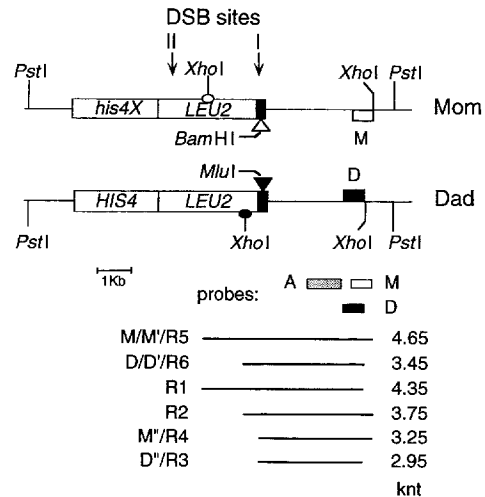 DSB sites
XhoI
PstI
XhoI
PstI
his4X
LEU2
Mom
BamHI
M
MluI
D
HIS4
LEU2
Dad
PstI
XhoI
XhoI
PstI
1Kb
probes:
A
M
D
M/M'/R5 4.65
D/D'/R6 3.45
R1 4.35
R2 3.75
M''/R4 3.25
D''/R3 2.95
knt